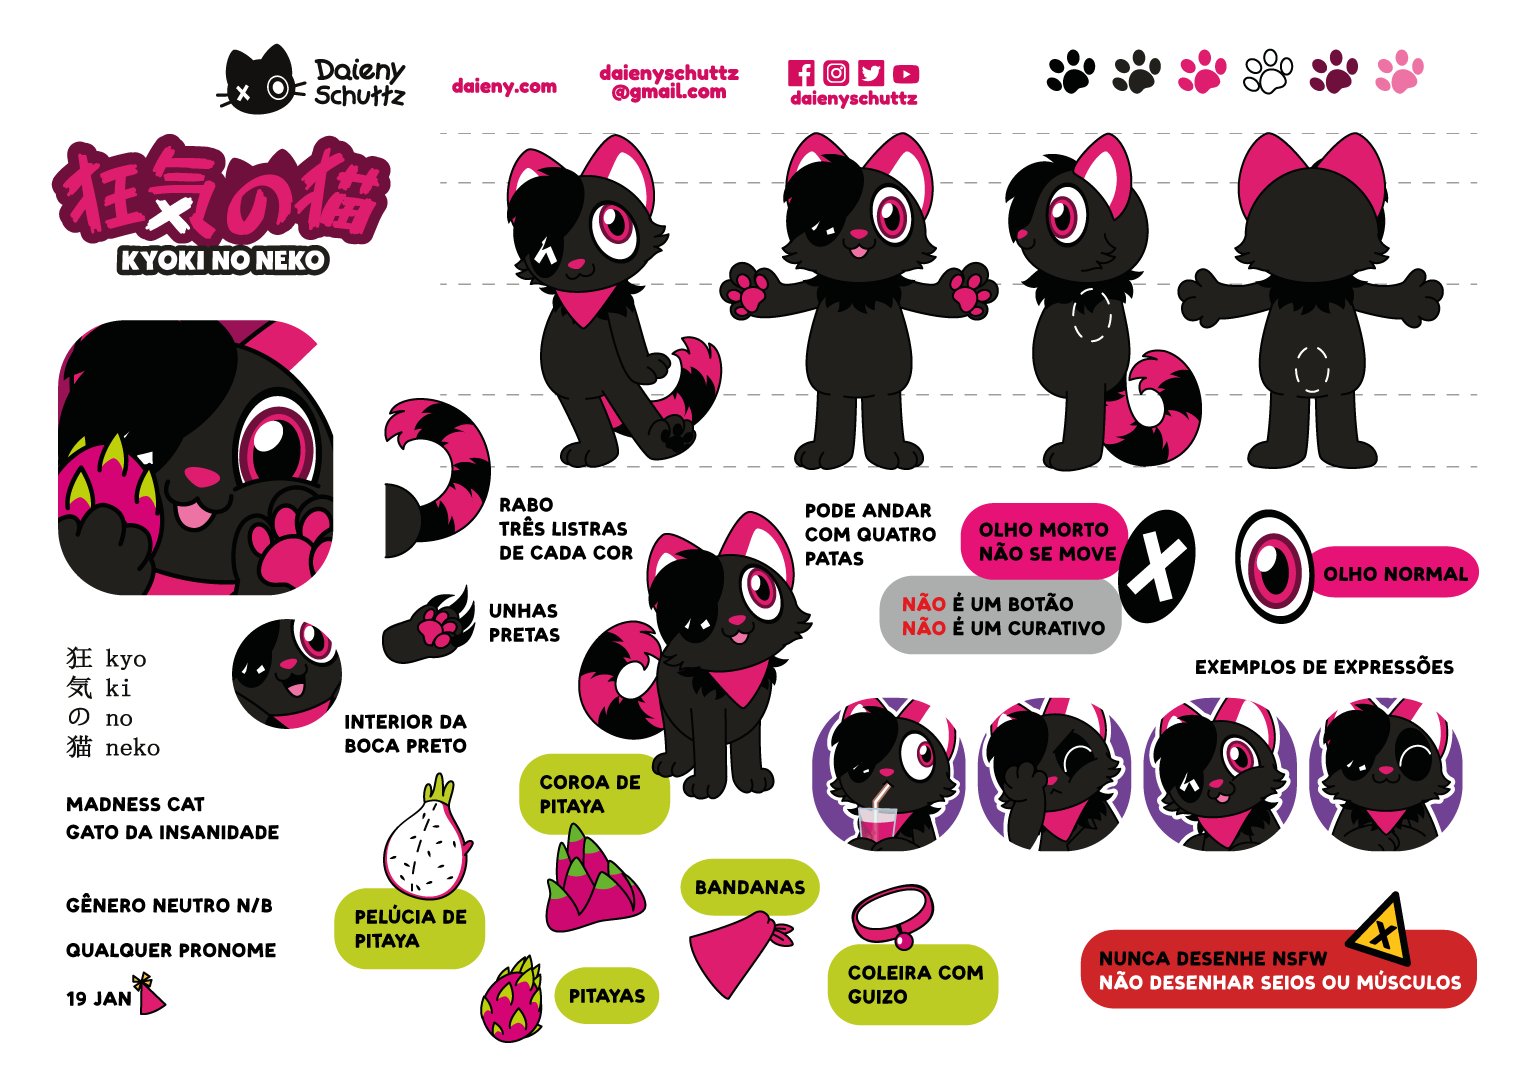 Daieny
Schuttz
daieny.com
daienyschuttz
@gmail.com
daienyschuttz
狂気の猫
KYOKI NO NEKO
RABO
TRÊS LISTRAS
DE CADA COR
PODE ANDAR
COM QUATRO
PATAS
OLHO MORTO
NÃO SE MOVE
NÃO É UM BOTÃO
NÃO É UM CURATIVO
OLHO NORMAL
UNHAS
PRETAS
EXEMPLOS DE EXPRESSÕES
狂 kyo
気 ki
の no
猫 neko
INTERIOR DA
BOCA PRETO
MADNESS CAT
GATO DA INSANIDADE
COROA DE
PITAYA
GÊNERO NEUTRO N/B
QUALQUER PRONOME
19 JAN
PELÚCIA DE
PITAYA
PITAYAS
BANDANAS
COLEIRA COM
GUIZO
NUNCA DESENHE NSFW
NÃO DESENHAR SEIOS OU MÚSCULOS